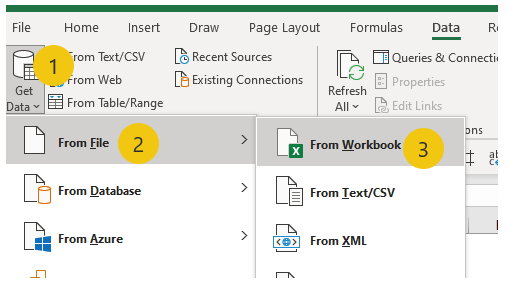 File Home Insert Draw Page Layout Formulas Data Re
1 From Text/CSV Recent Sources Queries & Connectio
Get From Web Existing Connections Refresh Properties
Data From Table/Range All Edit Links
From File 2 From Workbook 3 ons
ab
From Database From Text/CSV
From Azure From XML